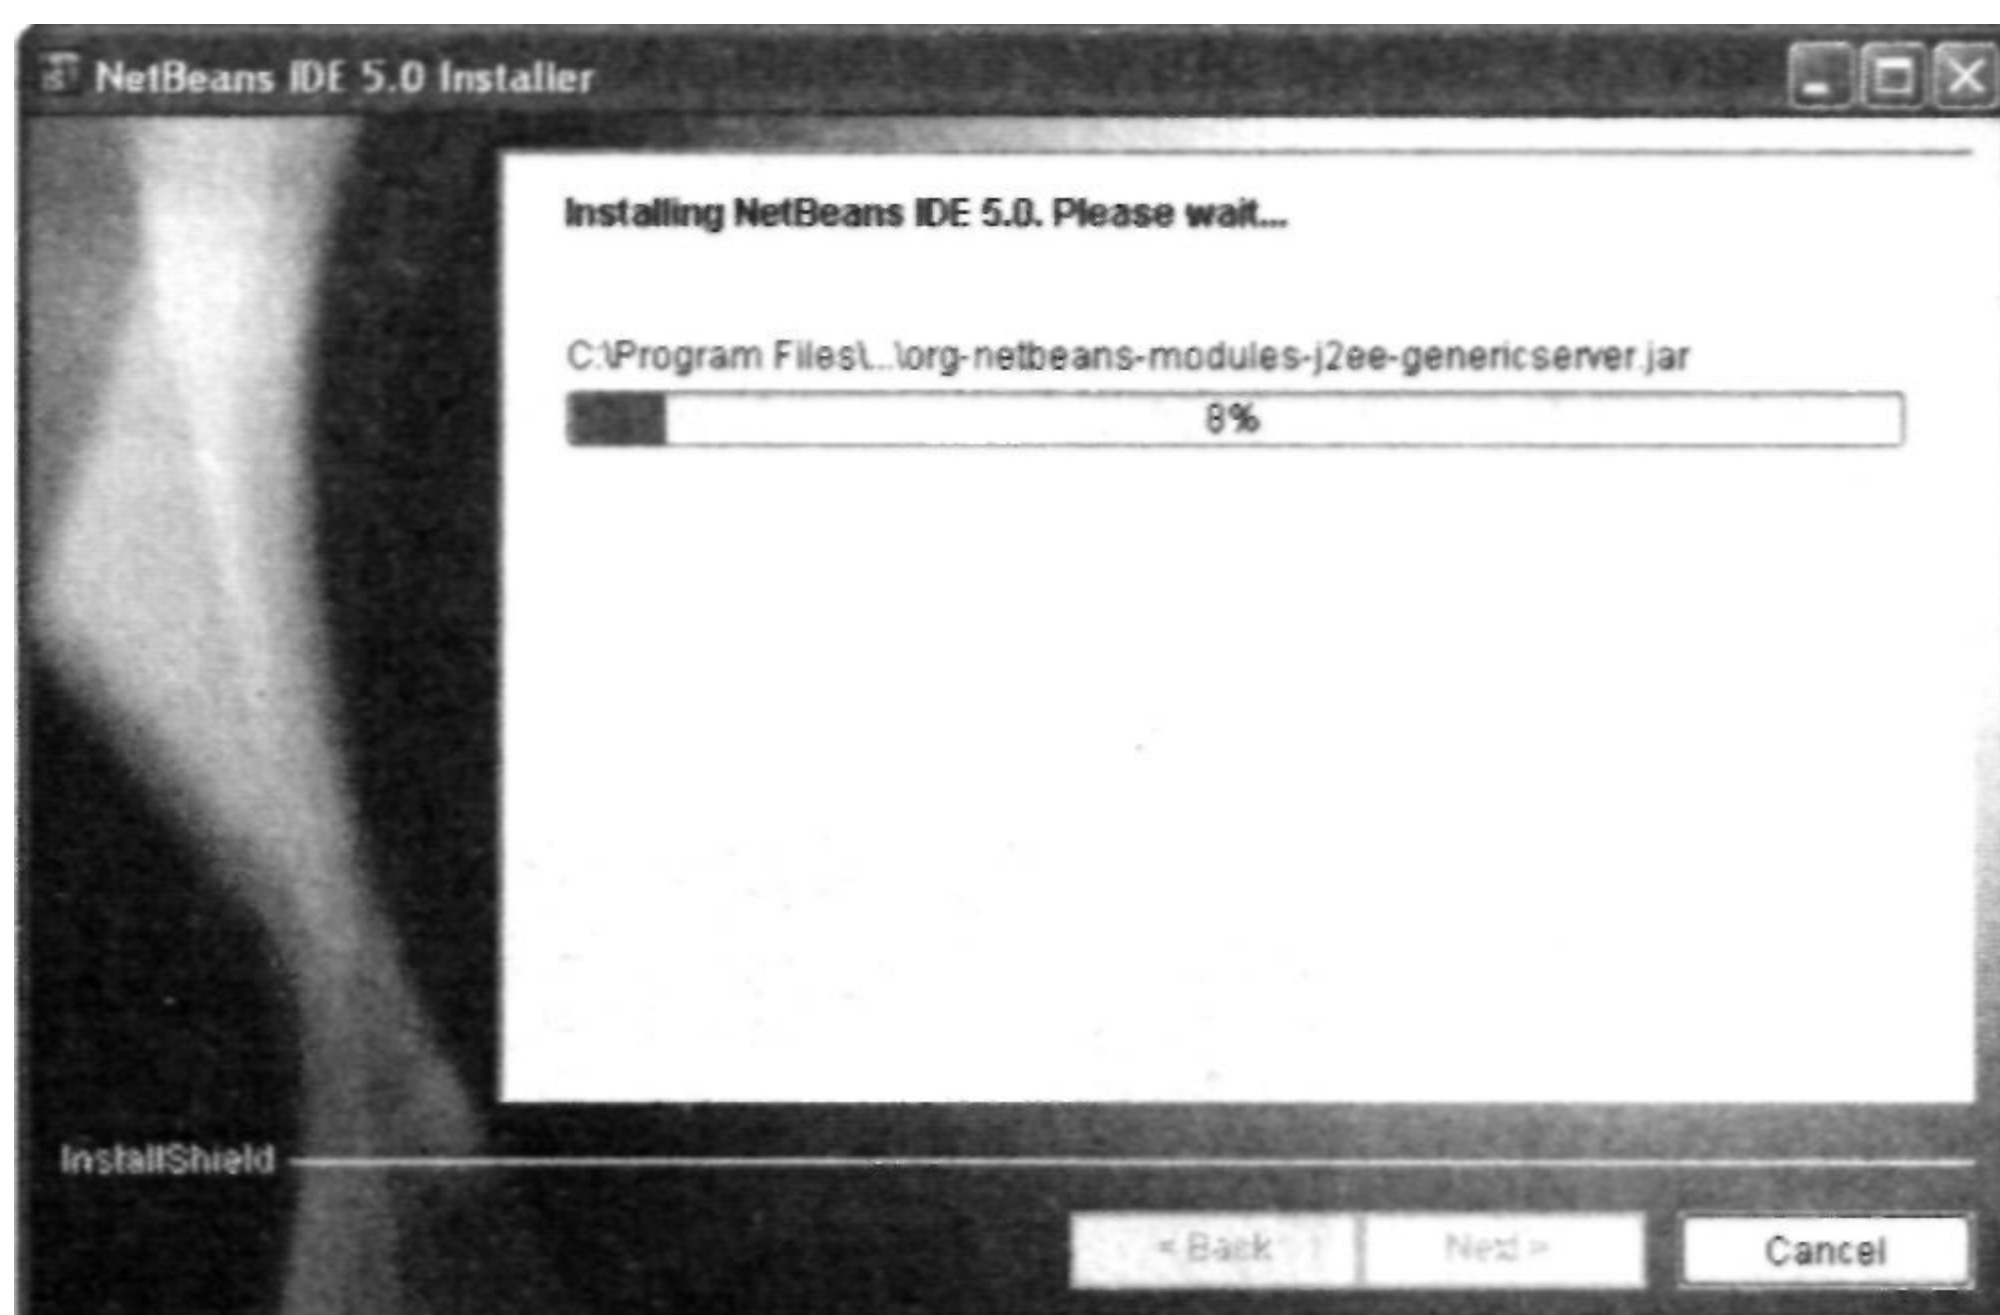 NetBeans IDE 5.0 Installer
Installing NetBeans IDE 5.0. Please wait...
C:\Program Files\...\org-netbeans-modules-j2ee-genericserver.jar
8%
InstallShield
< Back
Next >
Cancel